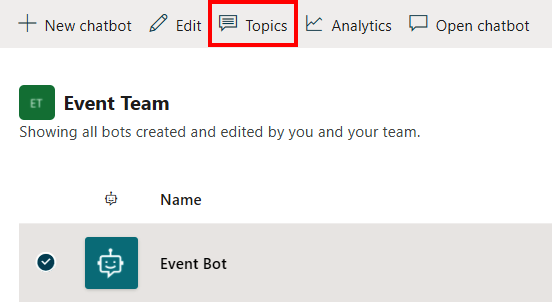 New chatbot Edit Topics Analytics Open chatbot
ET Event Team
Showing all bots created and edited by you and your team.
Name
Event Bot